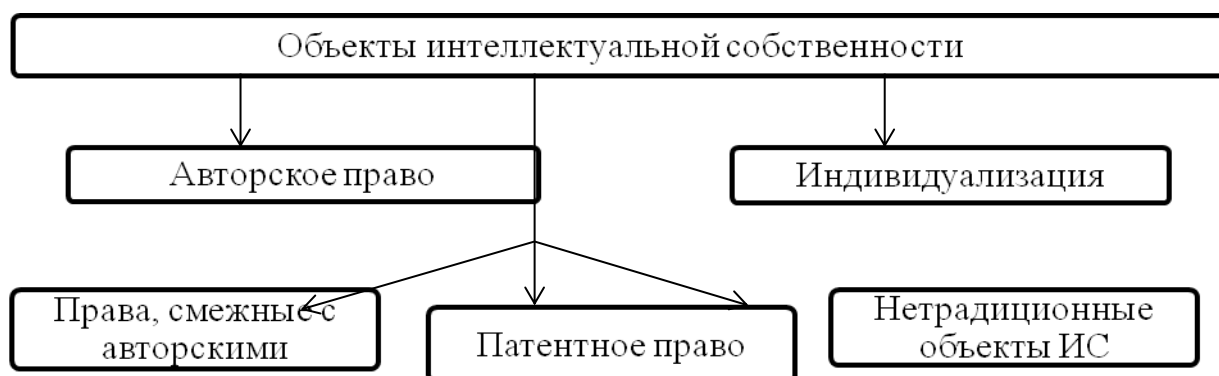 Объекты интеллектуальной собственности
Авторское право
Индивидуализация
Права, смежные с
авторскими
Патентное право
Нетрадиционные
объекты ИС